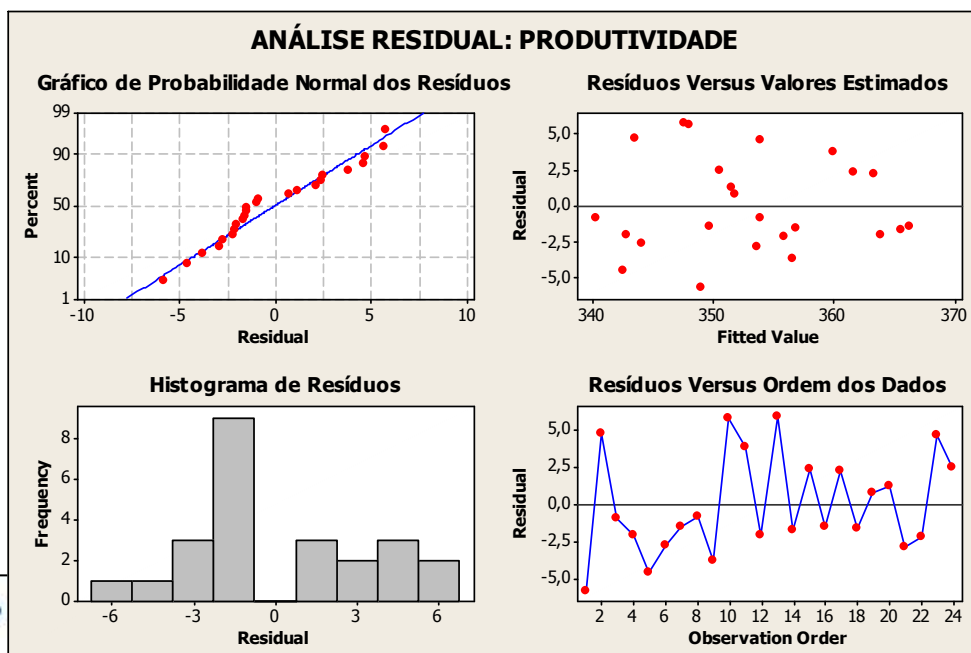 ANÁLISE RESIDUAL: PRODUTIVIDADE
Gráfico de Probabilidade Normal dos Resíduos
99
90
50
10
1
Percent
-10 -5 0 5 10
Residual
Resíduos Versus Valores Estimados
5,0
2,5
0,0
-2,5
-5,0
Residual
340 350 360 370
Fitted Value
Histograma de Resíduos
8
6
4
2
0
Frequency
-6 -3 0 3 6
Residual
Resíduos Versus Ordem dos Dados
5,0
2,5
0,0
-2,5
-5,0
Residual
2 4 6 8 10 12 14 16 18 20 22 24
Observation Order